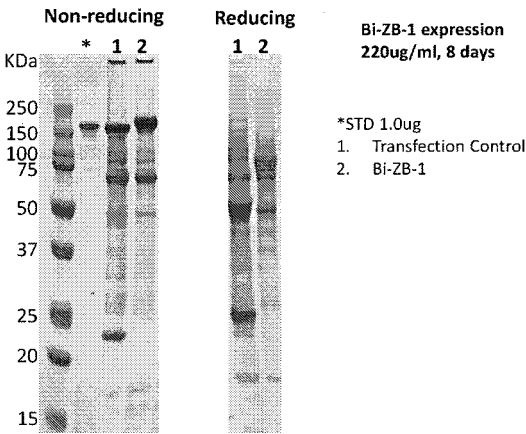 Non-reducing
Reducing
* 1 2
1 2
KDa
250
150
100
75
50
37
25
20
15
Bi-ZB-1 expression
220ug/ml, 8 days
*STD 1.0ug
1. Transfection Control
2. Bi-ZB-1